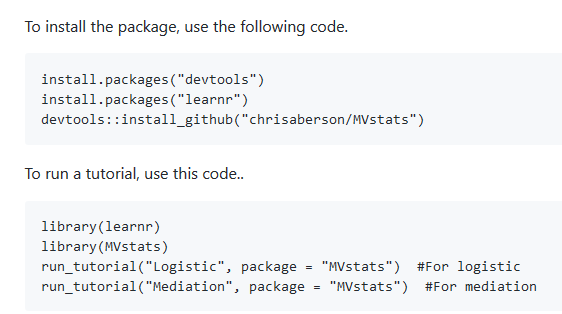 To install the package, use the following code.
install.packages("devtools")
install.packages("learnr")
devtools::install_github("chrisaberson/MVstats")
To run a tutorial, use this code..
library(learnr)
library(MVstats)
run_tutorial("Logistic", package = "MVstats")  #For logistic
run_tutorial("Mediation", package = "MVstats")  #For mediation